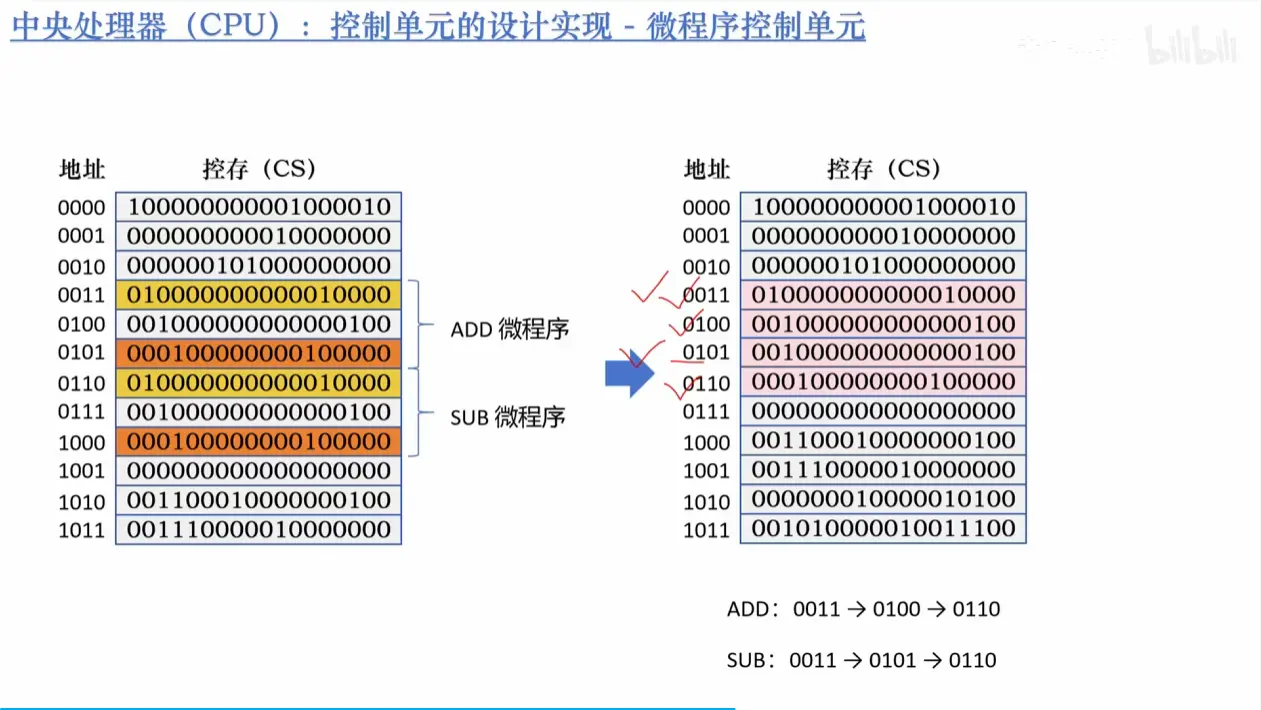 中央处理器（CPU）：控制单元的设计实现 - 微程序控制单元
bilibili
地址 控存（CS） 地址 控存（CS）
0000 100000000001000010 0000 100000000001000010
0001 000000000010000000 0001 000000000010000000
0010 000000101000000000 0010 000000101000000000
0011 010000000000010000 0011 010000000000010000
0100 001000000000000100 ADD 微程序 0100 001000000000000100
0101 000100000000100000 0101 001000000000000100
0110 010000000000010000 0110 000100000000100000
0111 001000000000000100 SUB 微程序 0111 000000000000000000
1000 000100000000100000 1000 001100010000000100
1001 000000000000000000 1001 001110000010000000
1010 001100010000000100 1010 000000010000010100
1011 001110000010000000 1011 001010000010011100
ADD：0011 → 0100 → 0110
SUB：0011 → 0101 → 0110